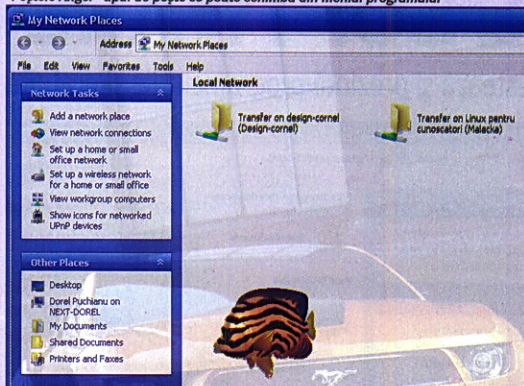 My Network Places
Address My Network Places
File Edit View Favorites Tools Help
Local Network
Network Tasks
Add a network place
View network connections
Set up a home or small
office network
Set up a wireless network
for a home or small office
View workgroup computers
Show icons for networked
UPnP devices
Transfer on design-cornel
(Design-cornel)
Transfer on Linux pentru
cunoscatori (Malacka)
Other Places
Desktop
Dorel Puchianu on
NEXT-DOREL
My Documents
Shared Documents
Printers and Faxes